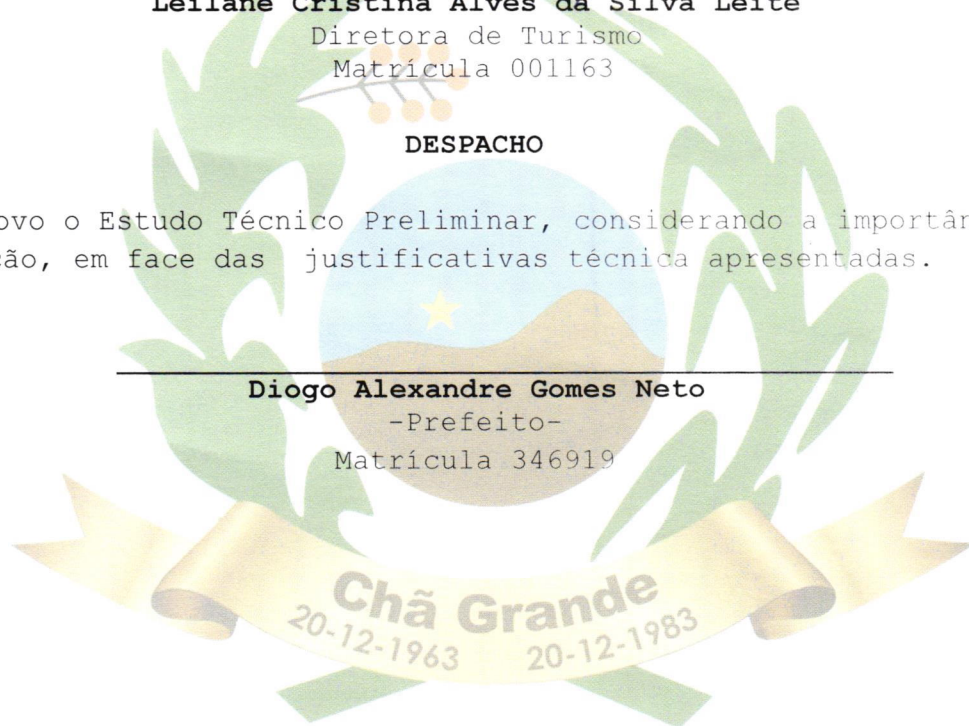 Leilane Cristina Alves da Silva Leite
Diretora de Turismo
Matrícula 001163
DESPACHO
ovo o Estudo Técnico Preliminar, considerando a importân
ção, em face das justificativas técnica apresentadas.
Diogo Alexandre Gomes Neto
-Prefeito-
Matrícula 346919
Chã Grande
20-12-1963 20-12-1983